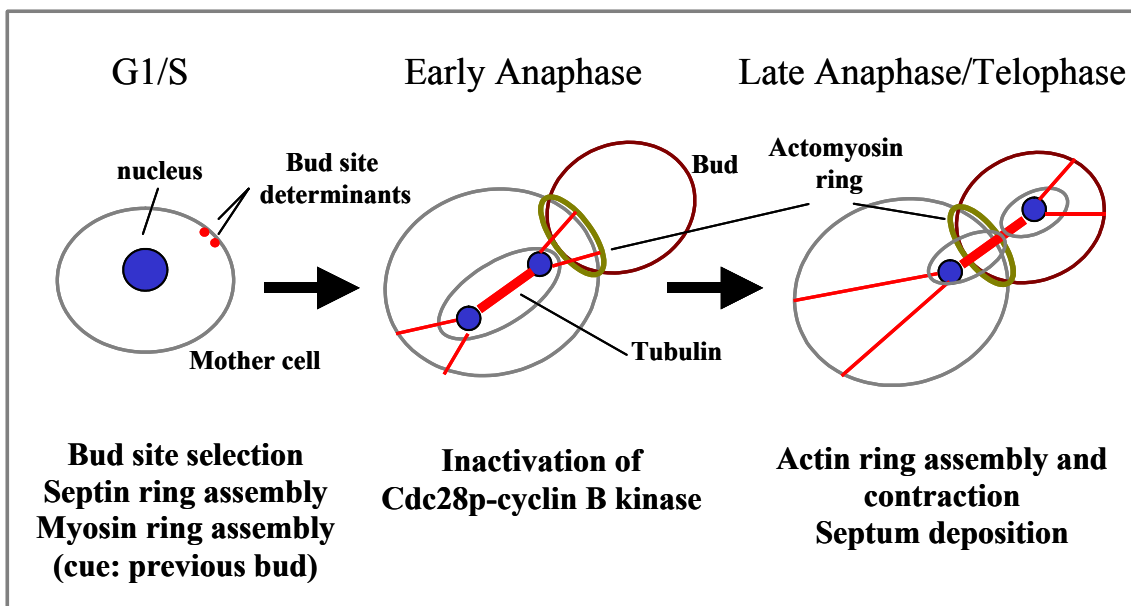 G1/S
Early Anaphase
Late Anaphase/Telophase
nucleus
Bud site
determinants
Mother cell
Bud
Tubulin
Actomyosin
ring
Bud site selection
Septin ring assembly
Myosin ring assembly
(cue: previous bud)
Inactivation of
Cdc28p-cyclin B kinase
Actin ring assembly and
contraction
Septum deposition